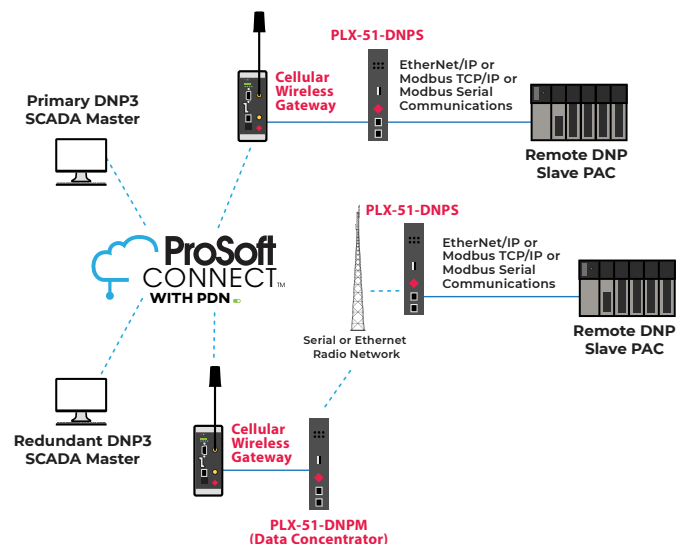 PLX-51-DNPS
Cellular
Wireless
Gateway
EtherNet/IP or
Modbus TCP/IP or
Modbus Serial
Communications
Primary DNP3
SCADA Master
Remote DNP
Slave PAC
PLX-51-DNPS
ProSoft
CONNECT™
WITH PDN
EtherNet/IP or
Modbus TCP/IP or
Modbus Serial
Communications
Serial or Ethernet
Radio Network
Remote DNP
Slave PAC
Redundant DNP3
SCADA Master
Cellular
Wireless
Gateway
PLX-51-DNPM
(Data Concentrator)